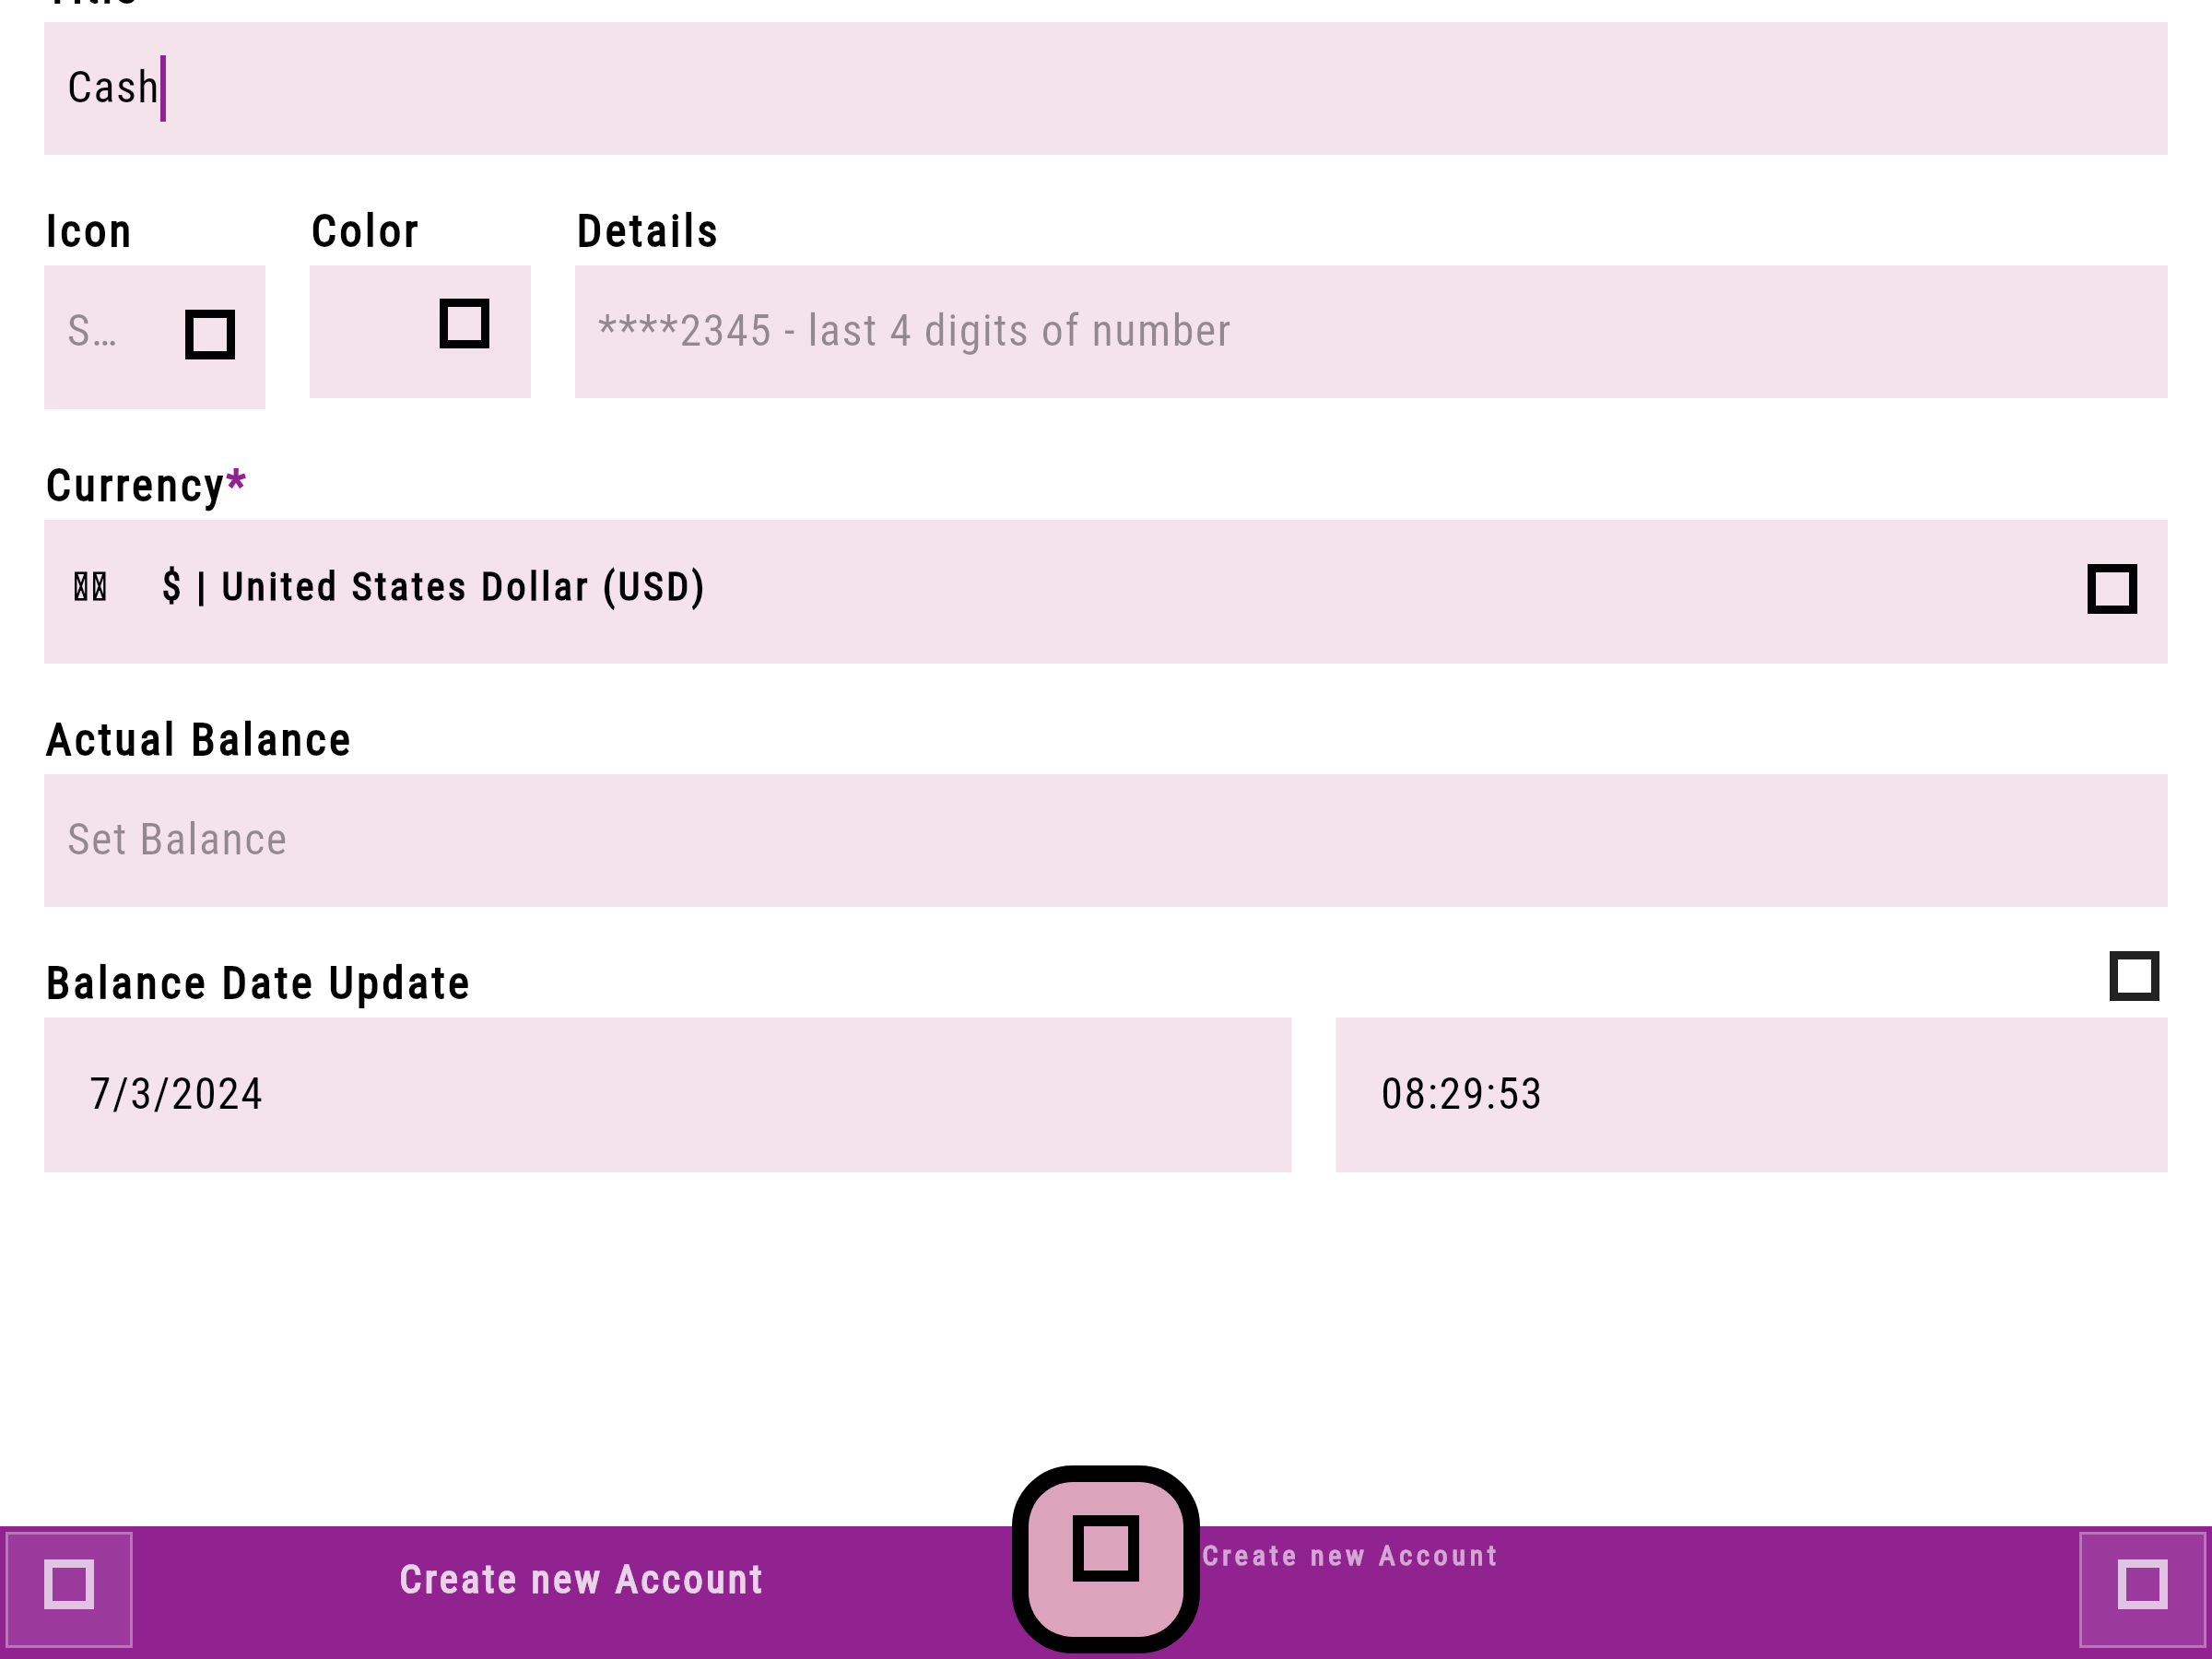 Title
Cash
Icon Color Details
S… ****2345 - last 4 digits of number
Currency*
$ | United States Dollar (USD)
Actual Balance
Set Balance
Balance Date Update
7/3/2024 08:29:53
Create new Account Create new Account